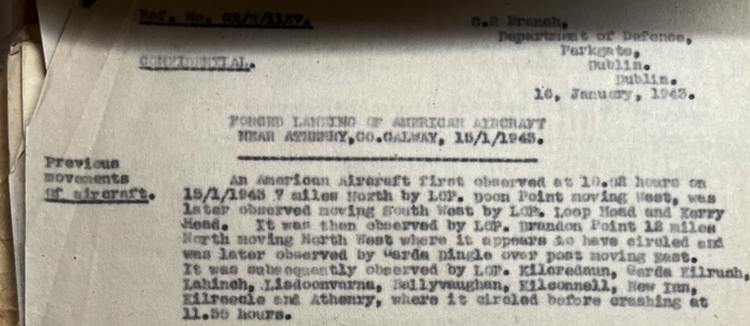 Ref. No.
G.2 Branch,
Department of Defence,
Parkgate,
Dublin.
Dublin.
CONFIDENTIAL.
16, January, 1943.
FORCED LANDING OF AMERICAN AIRCRAFT
NEAR ATHENRY,CO.GALWAY, 15/1/1943.
Previous
movements
of aircraft.
An American Aircraft first observed at hours on
15/1/1943 7 miles North by LOP. Doon Point moving West, was
later observed moving South West by LOP. Loop Head and Kerry
Head. It was then observed by LOP. Brandon Point 12 miles
North moving North West where it appears to have circled and
was later observed by Garda Dingle over post moving East.
It was subsequently observed by LOP. Kilcredaun, Garda Kilrush,
Lahinch, Lisdoonvarna, Ballyvaughan, Kilconnell, New Inn,
Kilreecle and Athenry, where it circled before crashing at
hours.